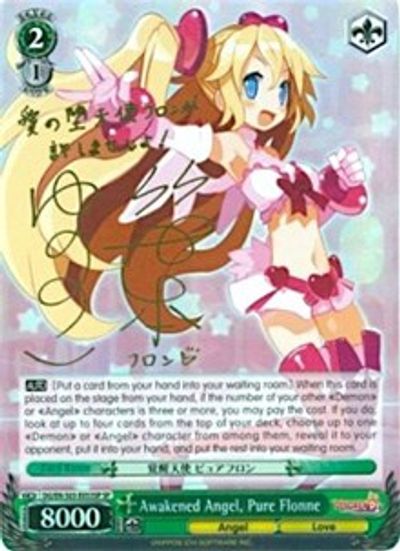 2
1
愛の堕天使フロンが
許しませんよ!
フロン
[AUTO] [Put a card from your hand into your waiting room] When this card is
placed on the stage from your hand, if the number of other «Demon»
or «Angel» characters is three or more, you may pay the cost. If you do,
look at up to four cards from the top of your deck, choose up to one
«Demon» or «Angel» character from among them, reveal it to your
opponent, put it into your hand, and put the rest into your waiting room.
覚醒天使 ピュアフロン
Awakened Angel, Pure Flonne
8000
Angel
Love